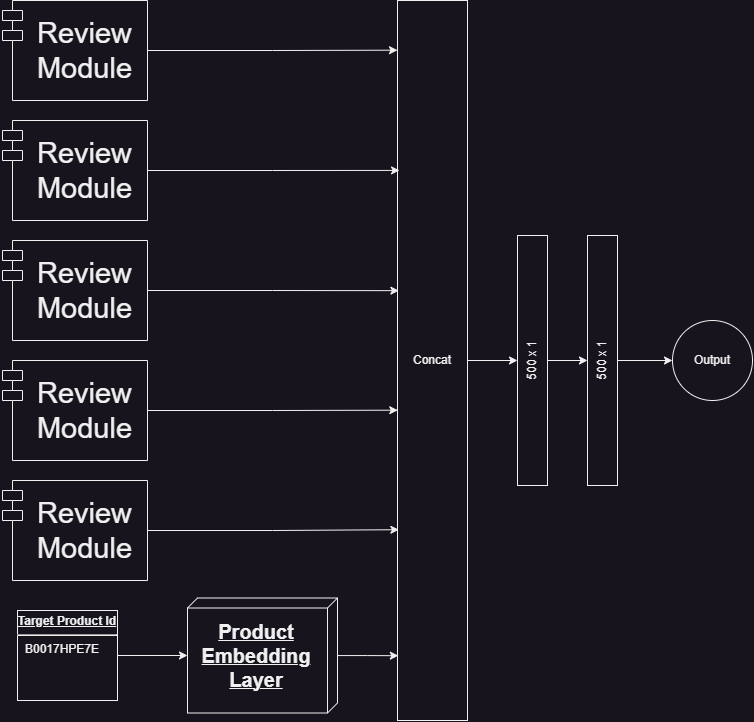 Review
Module
Review
Module
Review
Module
Review
Module
Review
Module
Concat
500 x 1
500 x 1
Output
Target Product Id
B0017HPE7E
Product
Embedding
Layer